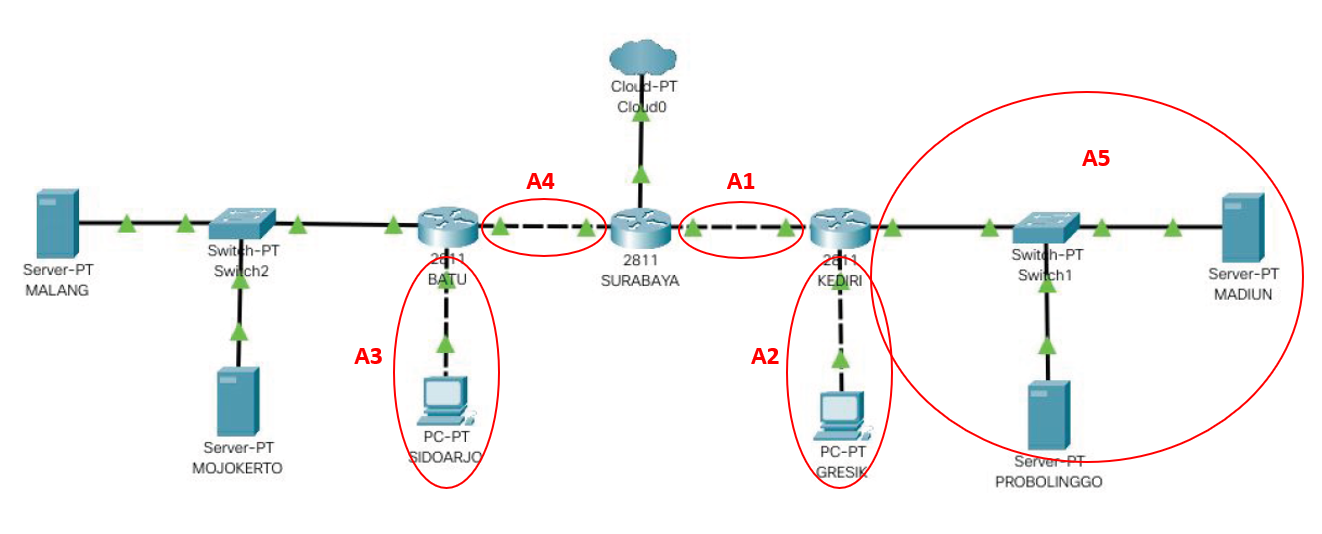 Cloud-PT
Cloud0
A5
A4
A1
Server-PT
MALANG
Switch-PT
Switch2
2811
BATU
2811
SURABAYA
2811
KEDIRI
Switch-PT
Switch1
Server-PT
MADIUN
A3
A2
Server-PT
MOJOKERTO
PC-PT
SIDOARJO
PC-PT
GRESIK
Server-PT
PROBOLINGGO